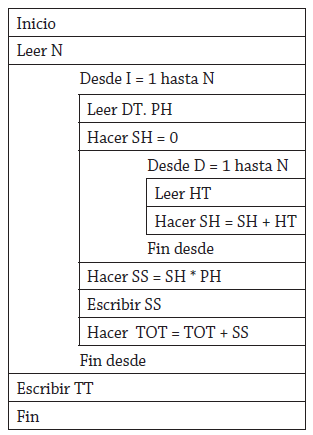 Inicio
Leer N
Desde I = 1 hasta N
Leer DT. PH
Hacer SH = 0
Desde D = 1 hasta N
Leer HT
Hacer SH = SH + HT
Fin desde
Hacer SS = SH * PH
Escribir SS
Hacer TOT = TOT + SS
Fin desde
Escribir TT
Fin